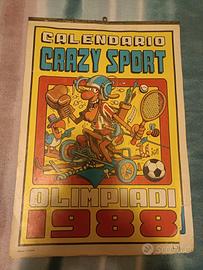 CALENDARIO
CRAZY SPORT
OLIMPIADI
1988